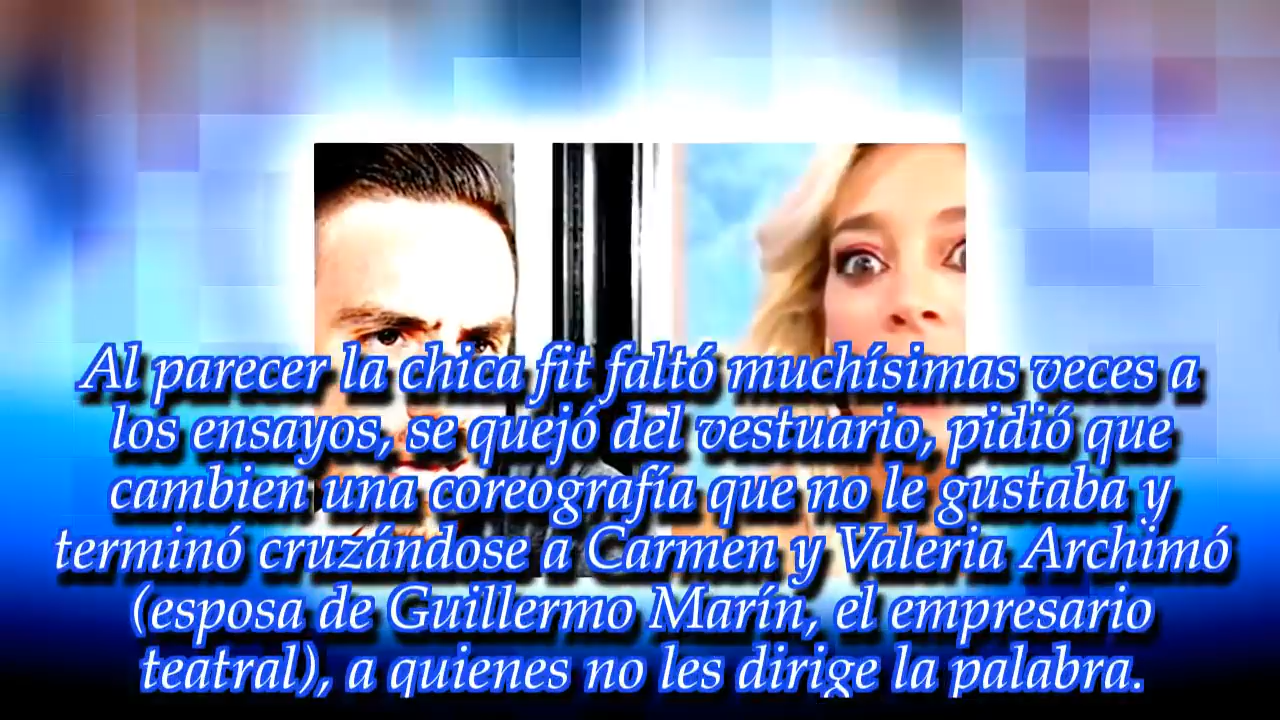 Al parecer la chica fit faltó muchísimas veces a
los ensayos, se quejó del vestuario, pidió que
cambien una coreografía que no le gustaba y
terminó cruzándose a Carmen y Valeria Archimó
(esposa de Guillermo Marín, el empresario
teatral), a quienes no les dirige la palabra.